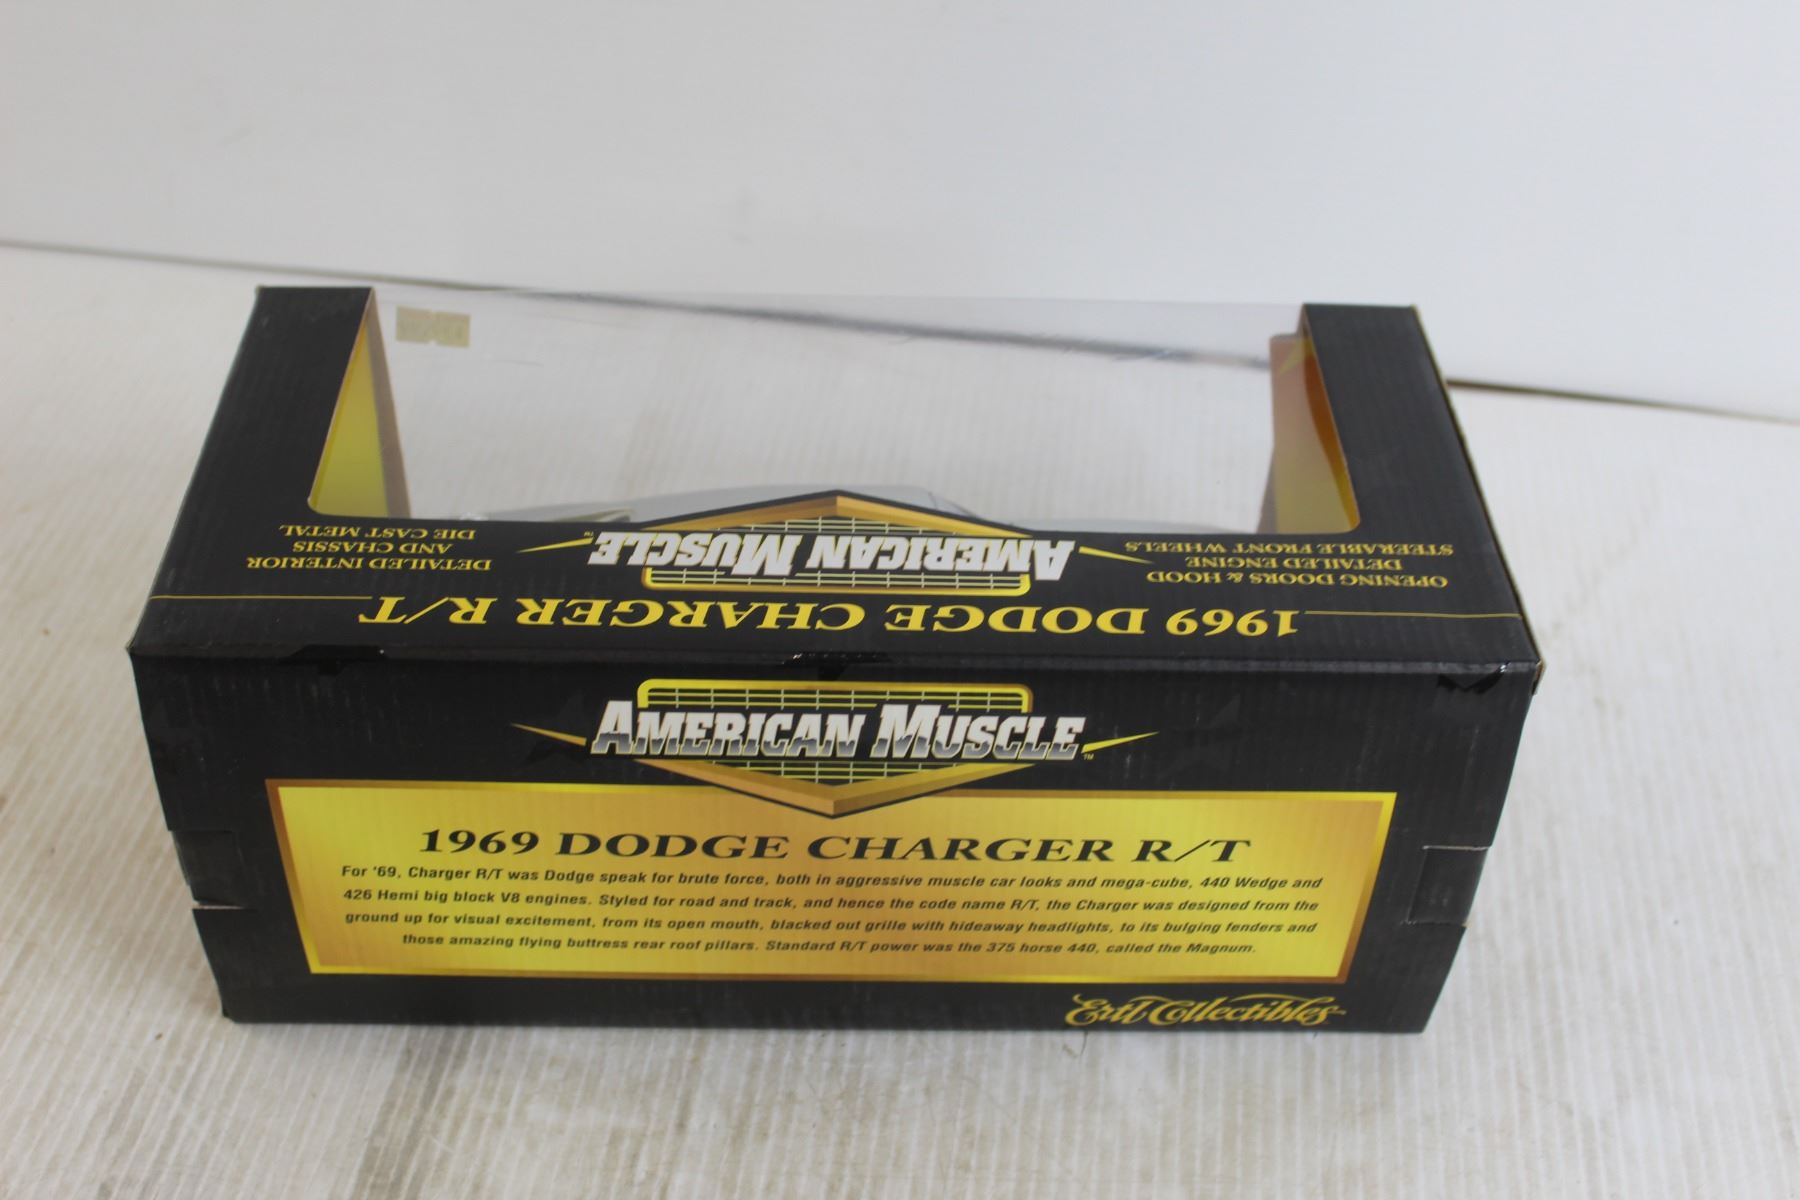 DETAILED INTERIOR
AND CHASSIS
DIE CAST METAL
AMERICAN MUSCLE™
OPENING DOORS & HOOD
DETAILED ENGINE
STEERABLE FRONT WHEELS
1969 DODGE CHARGER R/T
AMERICAN MUSCLE™
1969 DODGE CHARGER R/T
For '69, Charger R/T was Dodge speak for brute force, both in aggressive muscle car looks and mega-cube, 440 Wedge and
426 Hemi big block V8 engines. Styled for road and track, and hence the code name R/T, the Charger was designed from the
ground up for visual excitement, from its open mouth, blacked out grille with hideaway headlights, to its bulging fenders and
those amazing flying buttress rear roof pillars. Standard R/T power was the 375 horse 440, called the Magnum.
Ertl Collectibles